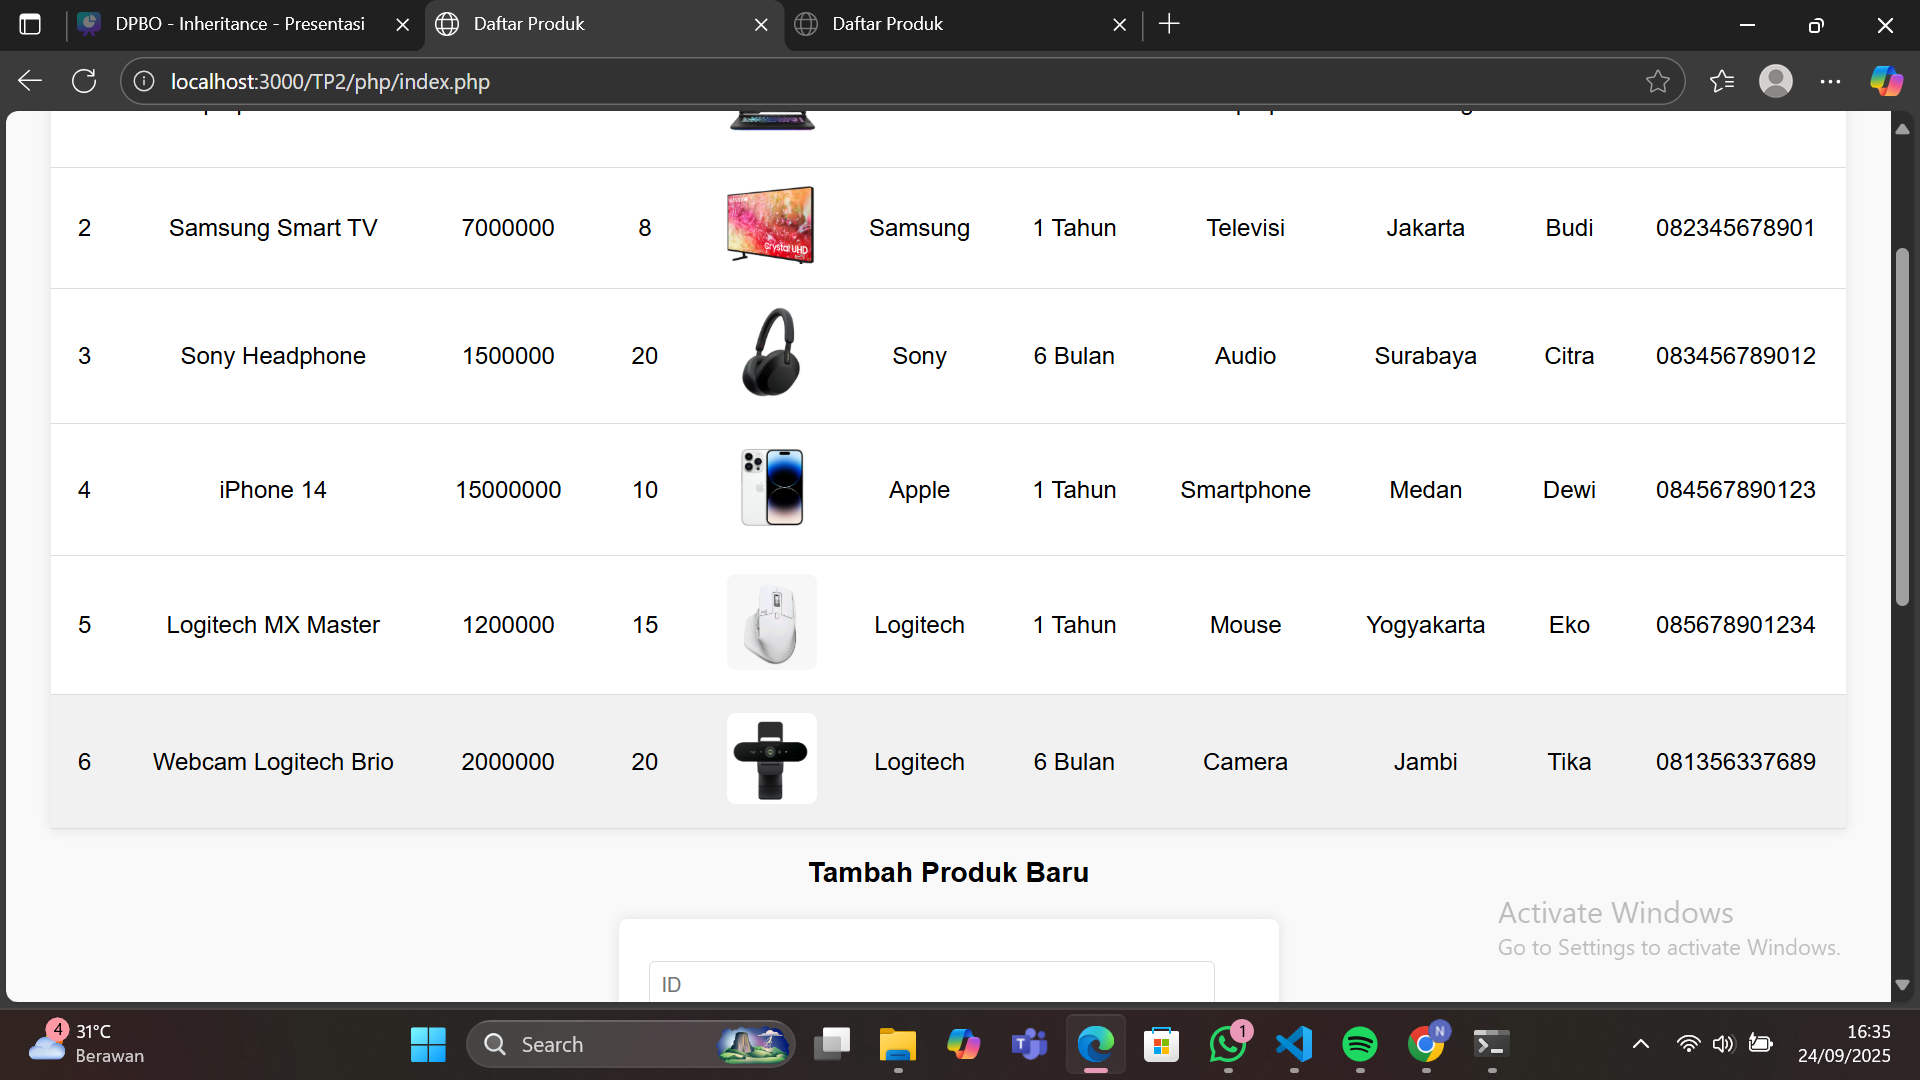 DPBO - Inheritance - Presentasi
Daftar Produk
Daftar Produk
localhost:3000/TP2/php/index.php
2 Samsung Smart TV 7000000 8 Samsung 1 Tahun Televisi Jakarta Budi 082345678901
Crystal UHD
3 Sony Headphone 1500000 20 Sony 6 Bulan Audio Surabaya Citra 083456789012
4 iPhone 14 15000000 10 Apple 1 Tahun Smartphone Medan Dewi 084567890123
5 Logitech MX Master 1200000 15 Logitech 1 Tahun Mouse Yogyakarta Eko 085678901234
6 Webcam Logitech Brio 2000000 20 Logitech 6 Bulan Camera Jambi Tika 081356337689
Tambah Produk Baru
ID
Activate Windows
Go to Settings to activate Windows.
4
31°C
Berawan
Search
1
N
16:35
24/09/2025